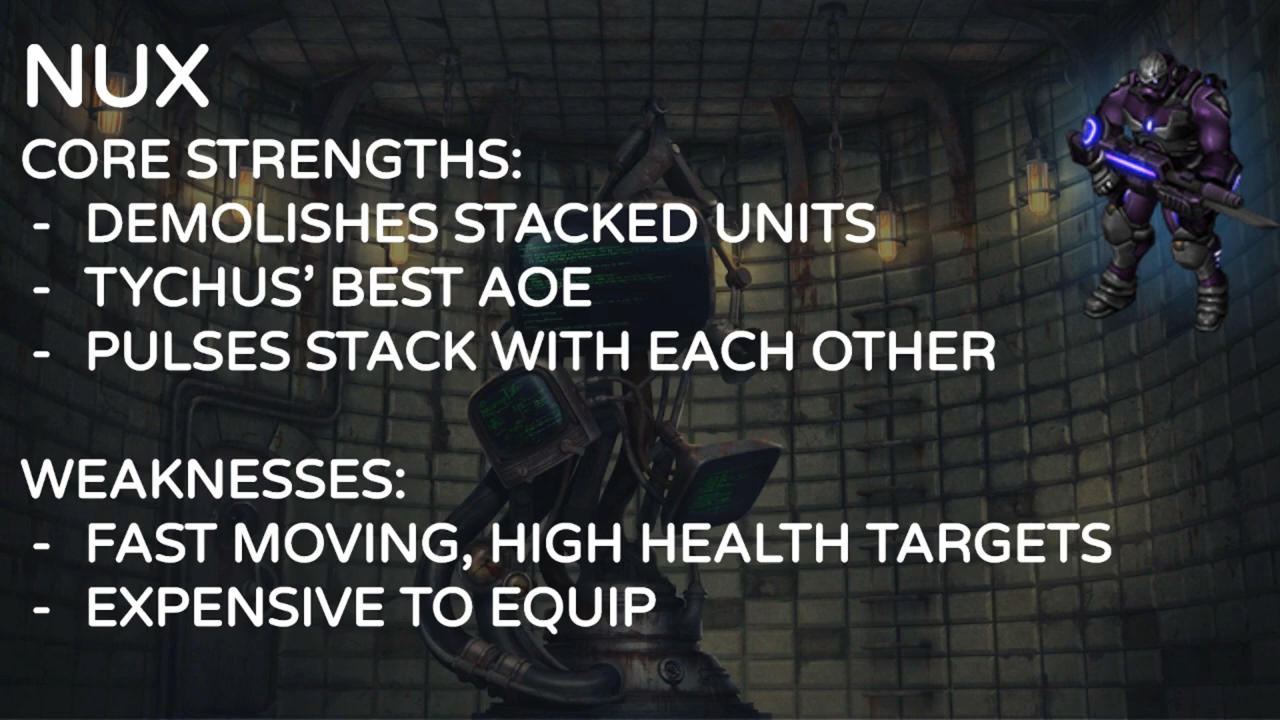 NUX
CORE STRENGTHS:
- DEMOLISHES STACKED UNITS
- TYCHUS’ BEST AOE
- PULSES STACK WITH EACH OTHER
WEAKNESSES:
- FAST MOVING, HIGH HEALTH TARGETS
- EXPENSIVE TO EQUIP